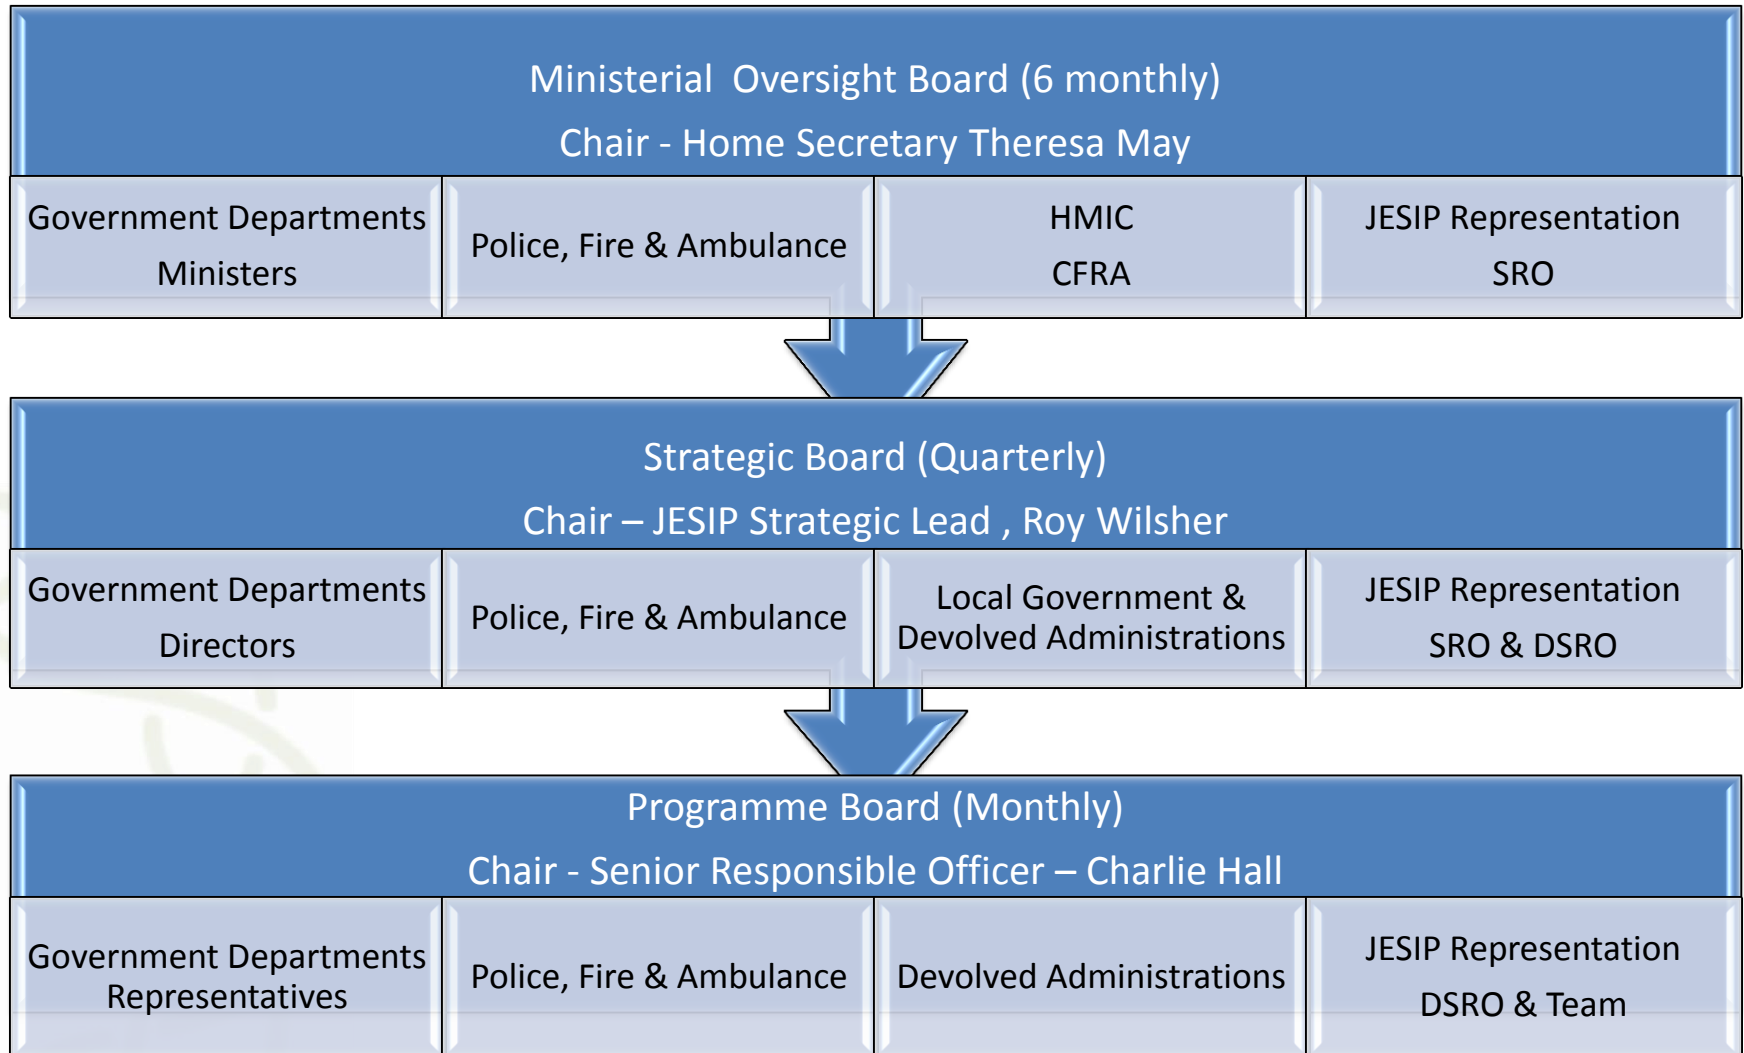 Ministerial  Oversight Board (6 monthly)
Chair - Home Secretary Theresa May
Government Departments
Ministers
Police, Fire & Ambulance
HMIC
CFRA
JESIP Representation
SRO
Strategic Board (Quarterly)
Chair – JESIP Strategic Lead , Roy Wilsher
Government Departments
Directors
Police, Fire & Ambulance
Local Government &
Devolved Administrations
JESIP Representation
SRO & DSRO
Programme Board (Monthly)
Chair - Senior Responsible Officer – Charlie Hall
Government Departments
Representatives
Police, Fire & Ambulance
Devolved Administrations
JESIP Representation
DSRO & Team